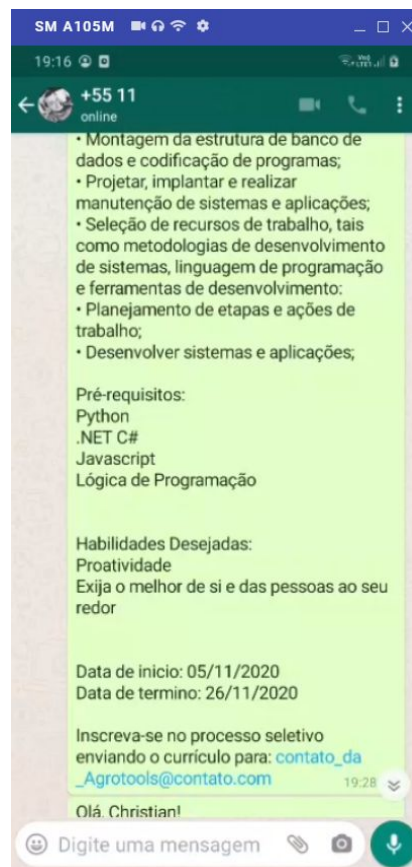 SM A105M
19:16
+55 11
online
• Montagem da estrutura de banco de
dados e codificação de programas;
• Projetar, implantar e realizar
manutenção de sistemas e aplicações;
• Seleção de recursos de trabalho, tais
como metodologias de desenvolvimento
de sistemas, linguagem de programação
e ferramentas de desenvolvimento:
• Planejamento de etapas e ações de
trabalho;
• Desenvolver sistemas e aplicações;
Pré-requisitos:
Python
.NET C#
Javascript
Lógica de Programação
Habilidades Desejadas:
Proatividade
Exija o melhor de si e das pessoas ao seu
redor
Data de inicio: 05/11/2020
Data de termino: 26/11/2020
Inscreva-se no processo seletivo
enviando o currículo para: contato_da
_Agrotools@contato.com
19:28
Olá, Christian!
Digite uma mensagem